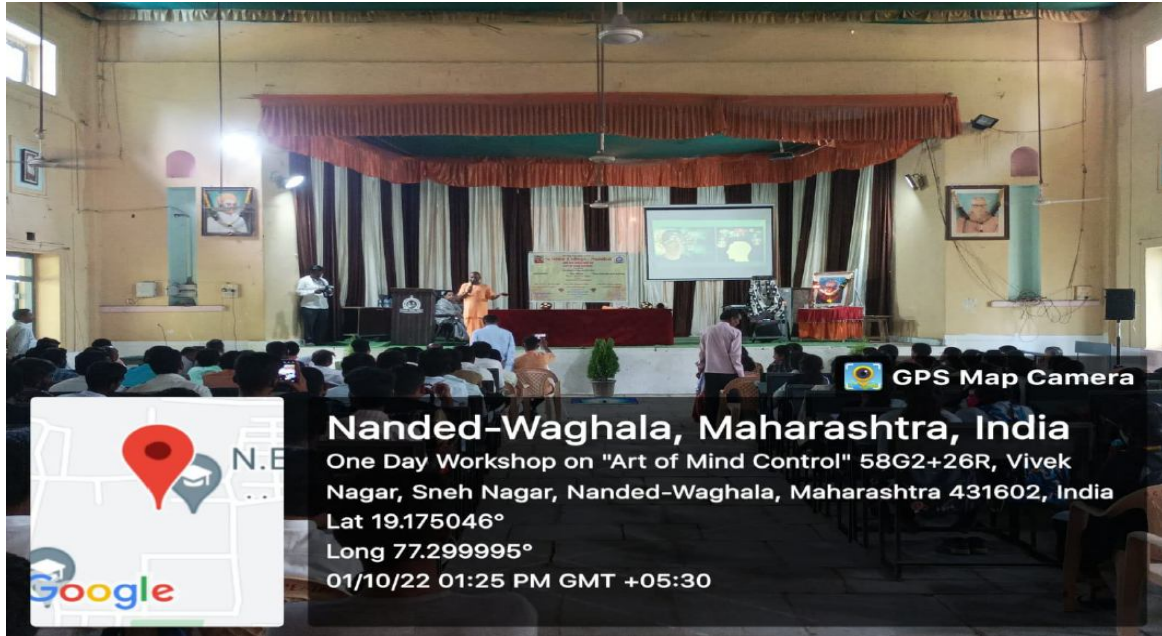 GPS Map Camera
N.E
Google
Nanded-Waghala, Maharashtra, India
One Day Workshop on "Art of Mind Control" 58G2+26R, Vivek
Nagar, Sneh Nagar, Nanded-Waghala, Maharashtra 431602, India
Lat 19.175046°
Long 77.299995°
01/10/22 01:25 PM GMT +05:30